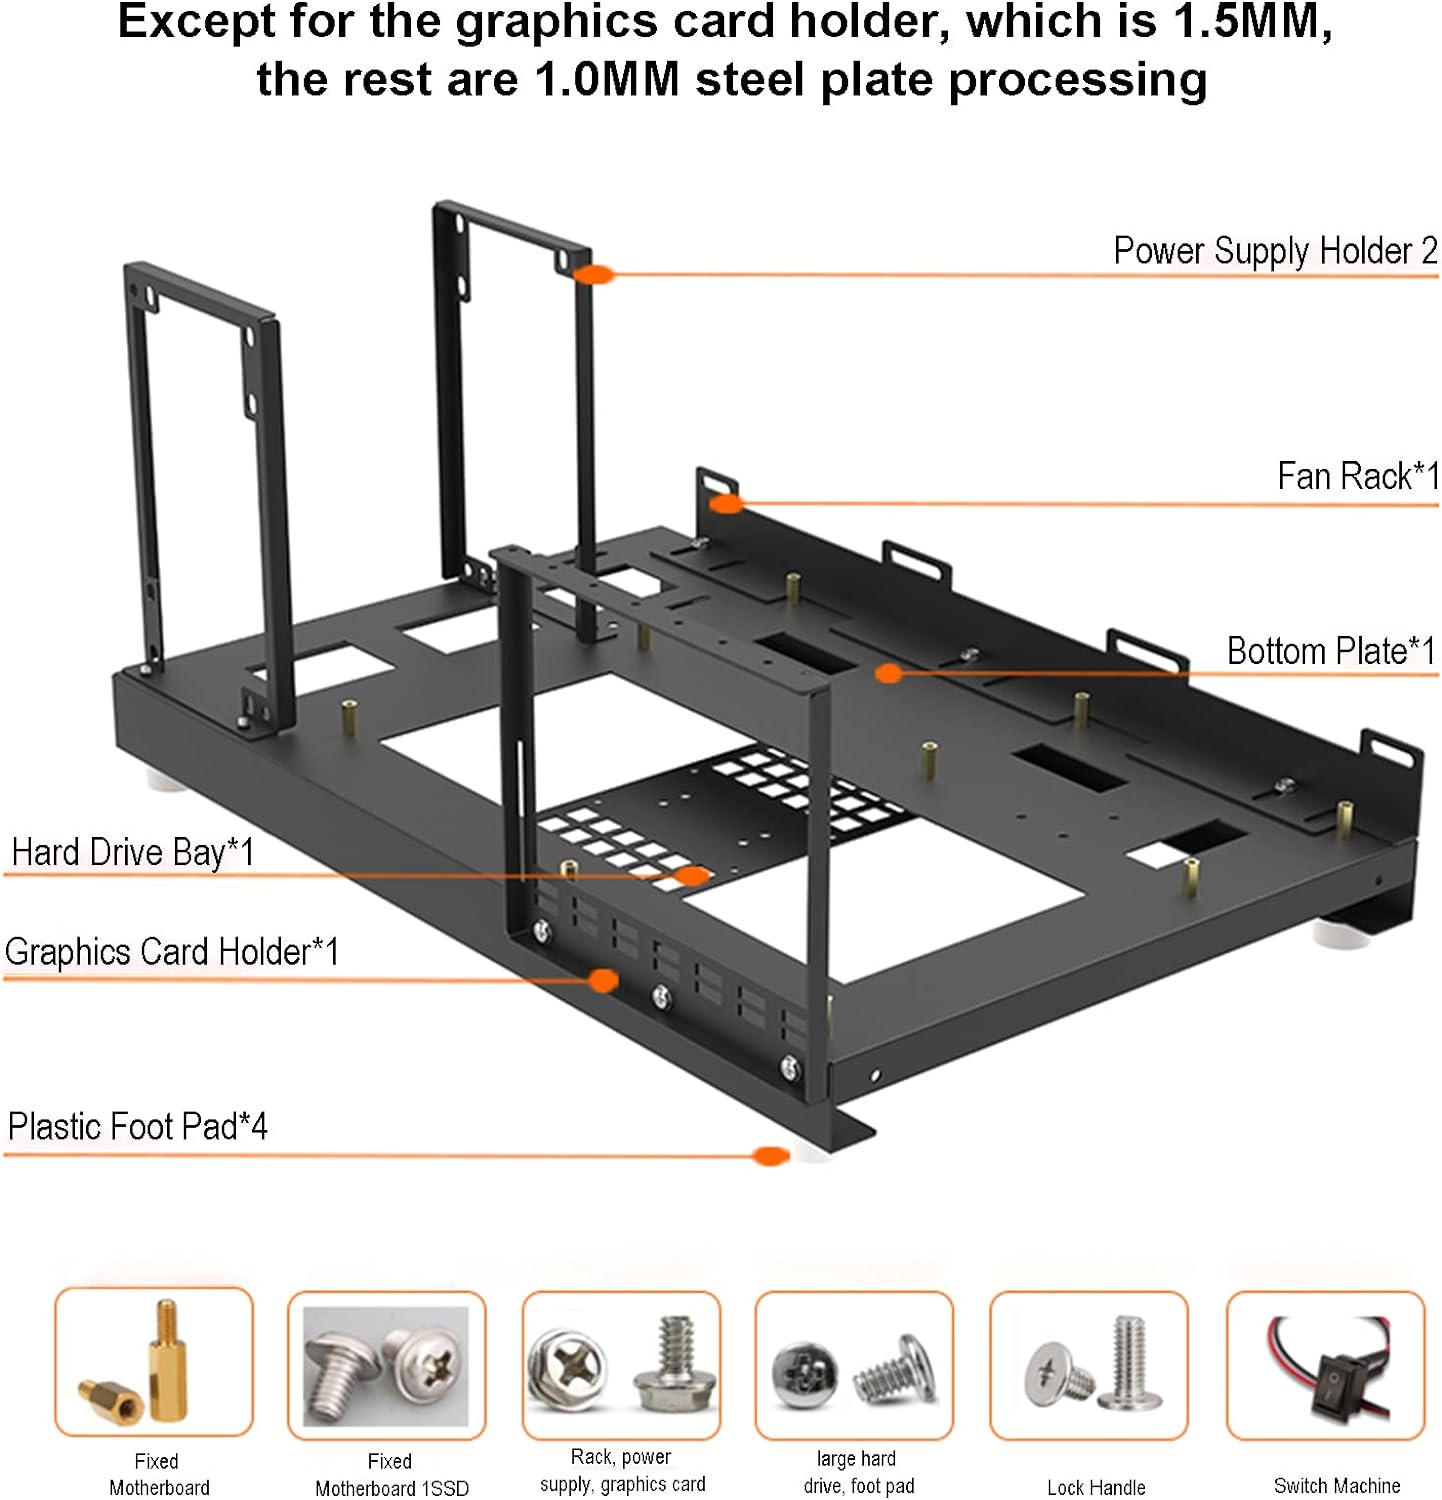 Except for the graphics card holder, which is 1.5MM,
the rest are 1.0MM steel plate processing
Power Supply Holder 2
Fan Rack*1
Bottom Plate*1
Hard Drive Bay*1
Graphics Card Holder*1
Plastic Foot Pad*4
Fixed
Motherboard
Fixed
Motherboard 1SSD
Rack, power
supply, graphics card
large hard
drive, foot pad
Lock Handle
Switch Machine